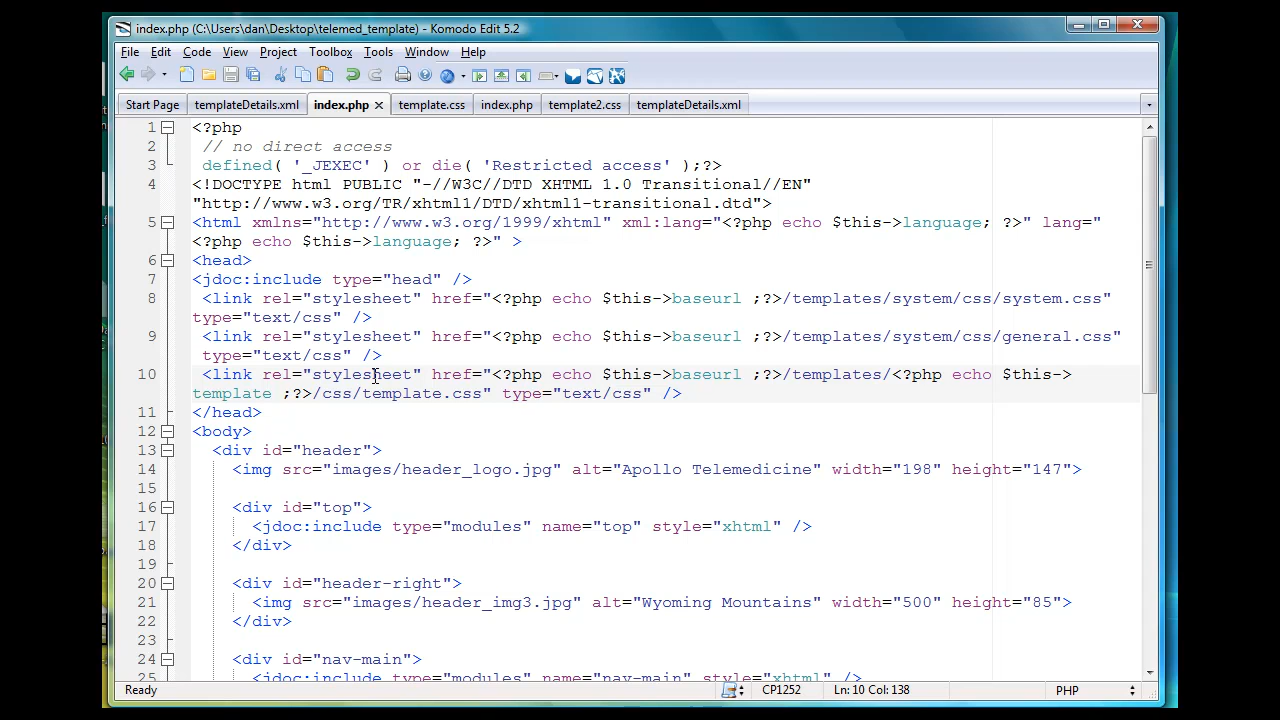 index.php (C:\Users\dan\Desktop\telemed_template) - Komodo Edit 5.2
File Edit Code View Project Toolbox Tools Window Help
Start Page templateDetails.xml index.php template.css index.php template2.css templateDetails.xml
1 <?php
2 // no direct access
3 defined( '_JEXEC' ) or die( 'Restricted access' );?>
4 <!DOCTYPE html PUBLIC "-//W3C//DTD XHTML 1.0 Transitional//EN"
"http://www.w3.org/TR/xhtml1/DTD/xhtml1-transitional.dtd">
5 <html xmlns="http://www.w3.org/1999/xhtml" xml:lang="<?php echo $this->language; ?>" lang="
<?php echo $this->language; ?>" >
6 <head>
7 <jdoc:include type="head" />
8 <link rel="stylesheet" href="<?php echo $this->baseurl ;?>/templates/system/css/system.css"
type="text/css" />
9 <link rel="stylesheet" href="<?php echo $this->baseurl ;?>/templates/system/css/general.css"
type="text/css" />
10 <link rel="stylesheet" href="<?php echo $this->baseurl ;?>/templates/<?php echo $this->
template ;?>/css/template.css" type="text/css" />
11 </head>
12 <body>
13 <div id="header">
14 <img src="images/header_logo.jpg" alt="Apollo Telemedicine" width="198" height="147">
15
16 <div id="top">
17 <jdoc:include type="modules" name="top" style="xhtml" />
18 </div>
19
20 <div id="header-right">
21 <img src="images/header_img3.jpg" alt="Wyoming Mountains" width="500" height="85">
22 </div>
23
24 <div id="nav-main">
25 <jdoc:include type="modules" name="nav-main" style="xhtml" />
Ready CP1252 Ln: 10 Col: 138 PHP